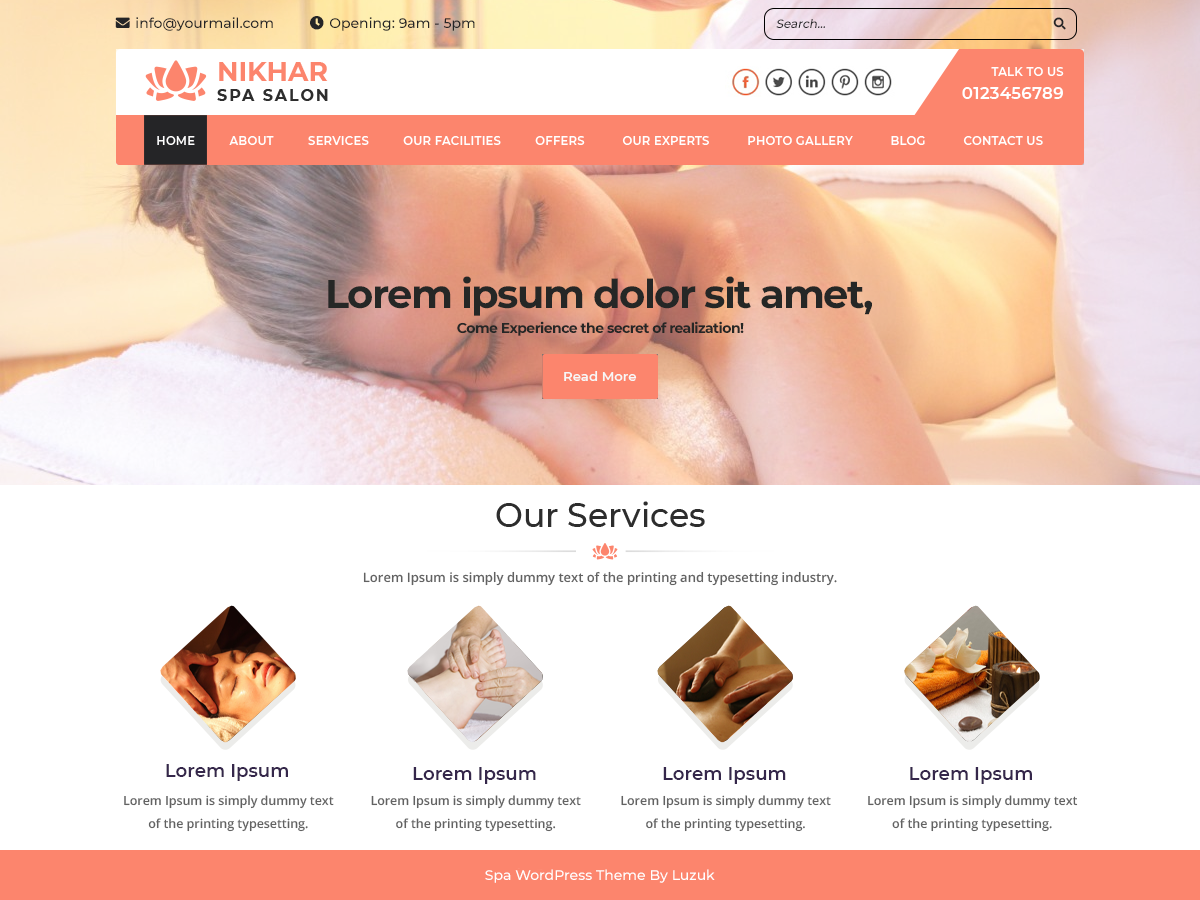 info@yourmail.com
Opening: 9am - 5pm
Search...
NIKHAR
SPA SALON
TALK TO US
0123456789
HOME ABOUT SERVICES OUR FACILITIES OFFERS OUR EXPERTS PHOTO GALLERY BLOG CONTACT US
Lorem ipsum dolor sit amet,
Come Experience the secret of realization!
Read More
Our Services
Lorem Ipsum is simply dummy text of the printing and typesetting industry.
Lorem Ipsum
Lorem Ipsum is simply dummy text
of the printing typesetting.
Lorem Ipsum
Lorem Ipsum is simply dummy text
of the printing typesetting.
Lorem Ipsum
Lorem Ipsum is simply dummy text
of the printing typesetting.
Lorem Ipsum
Lorem Ipsum is simply dummy text
of the printing typesetting.
Spa WordPress Theme By Luzuk